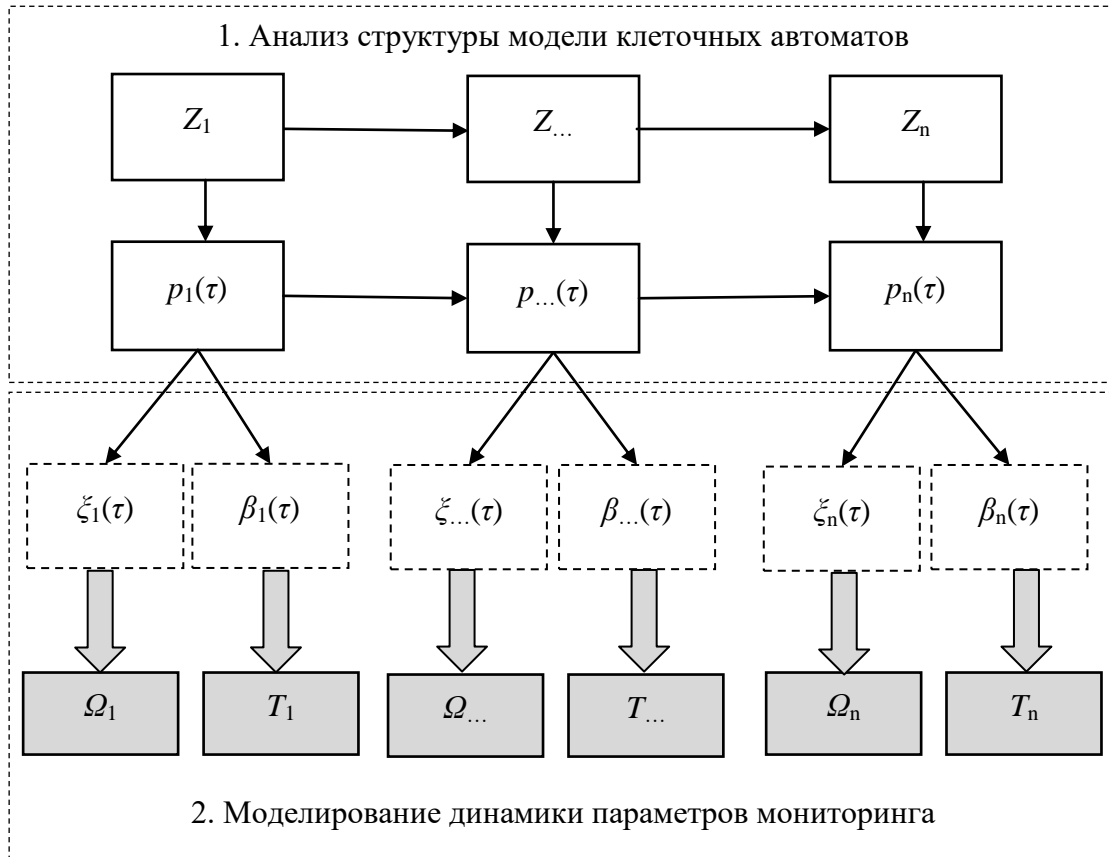 1. Анализ структуры модели клеточных автоматов
Z₁ Z… Zₙ
p₁(τ) p…(τ) pₙ(τ)
ξ₁(τ) β₁(τ) ξ…(τ) β…(τ) ξₙ(τ) βₙ(τ)
Ω₁ T₁ Ω… T… Ωₙ Tₙ
2. Моделирование динамики параметров мониторинга